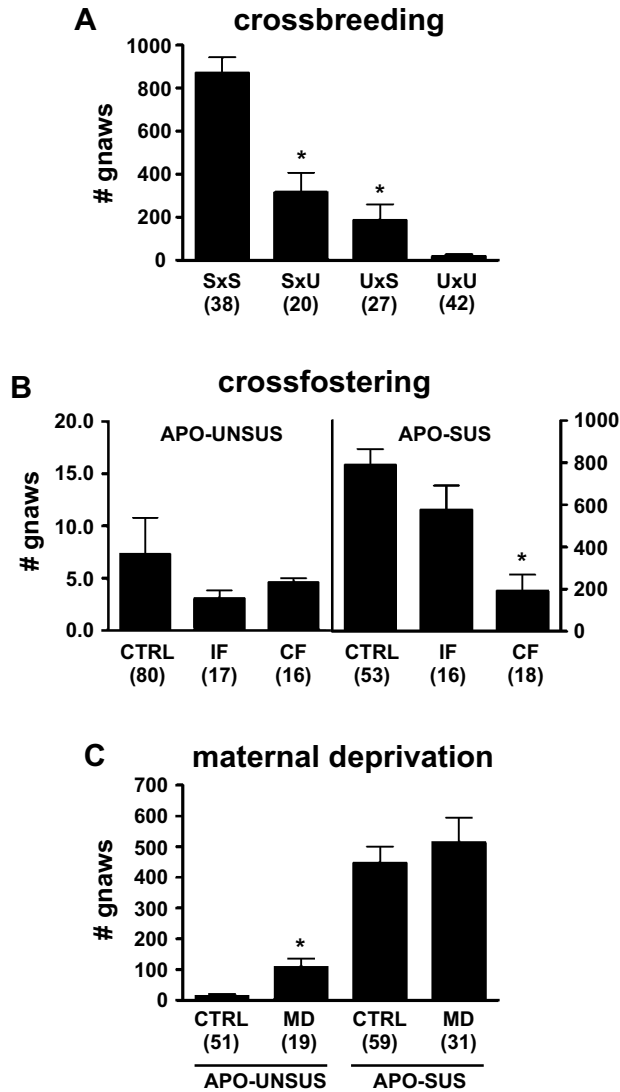 A crossbreeding
1000
800
600
400
200
0
# gnaws
* *
SxS SxU UxS UxU
(38) (20) (27) (42)
B crossfostering
APO-UNSUS APO-SUS
20.0
15.0
10.0
5.0
0.0
# gnaws
1000
800
600
400
200
0
*
CTRL IF CF CTRL IF CF
(80) (17) (16) (53) (16) (18)
C maternal deprivation
700
600
500
400
300
200
100
0
# gnaws
*
CTRL MD CTRL MD
(51) (19) (59) (31)
APO-UNSUS APO-SUS